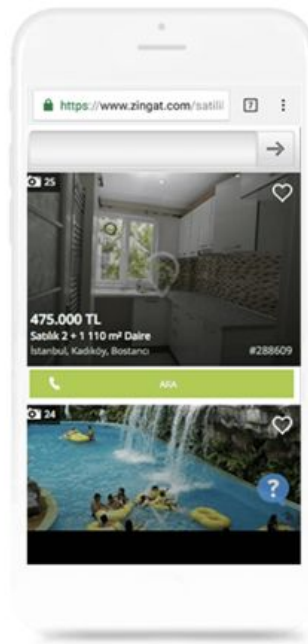 https://www.zingat.com/satilil
7
25
475.000 TL
Satılık 2 + 1 110 m² Daire
İstanbul, Kadıköy, Bostancı
#288609
ARA
24
?